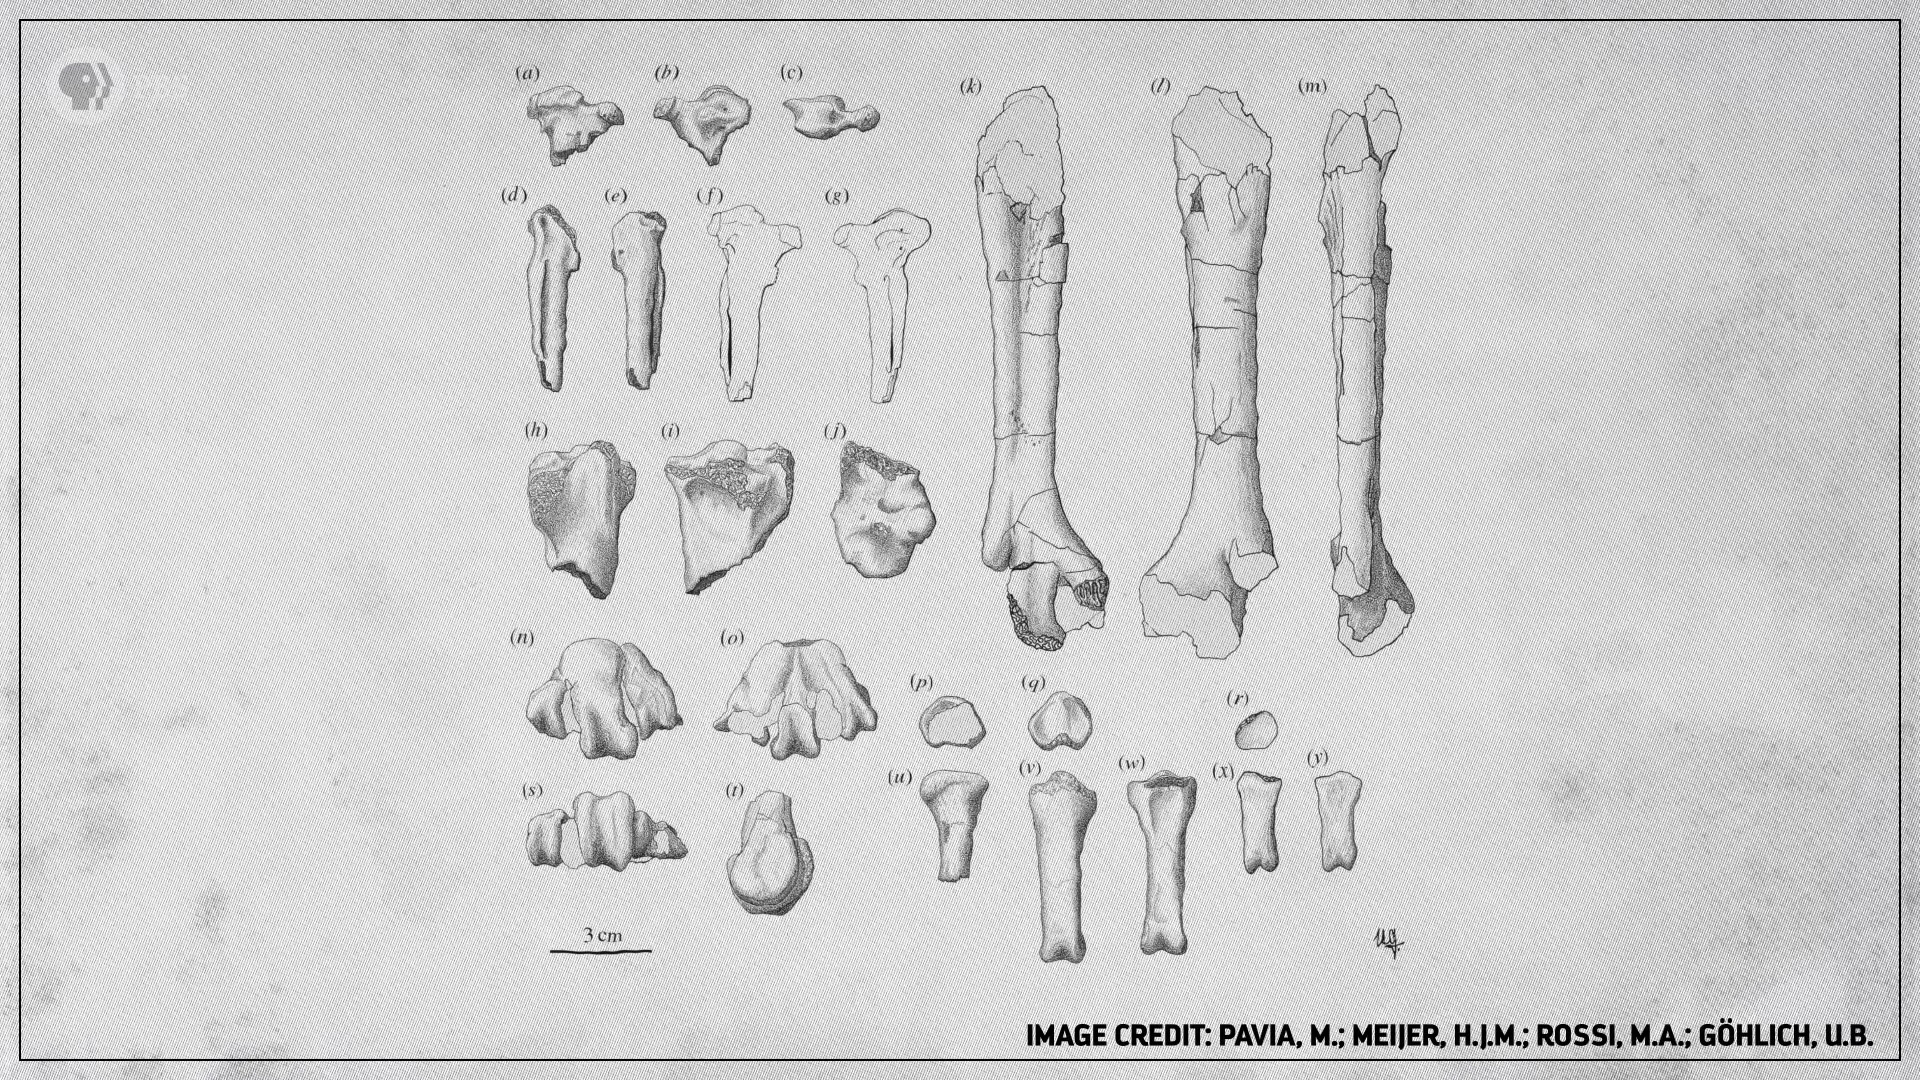 (a) (b) (c) (k) (l) (m)
(d) (e) (f) (g)
(h) (i) (j)
(n) (o) (p) (q) (r)
(s) (t) (u) (v) (w) (x) (y)
3 cm
IMAGE CREDIT: PAVIA, M.; MEIJER, H.J.M.; ROSSI, M.A.; GÖHLICH, U.B.